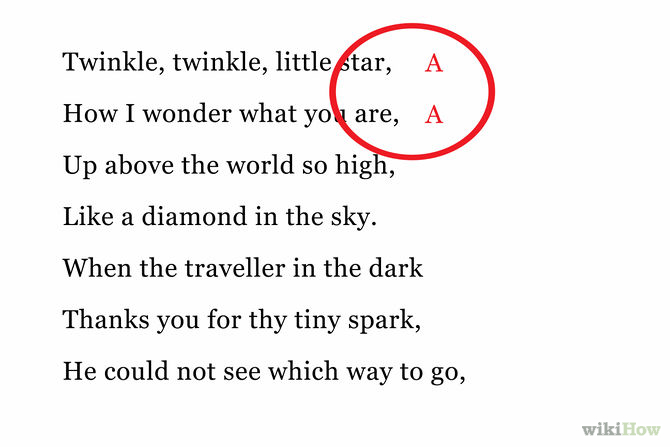 Twinkle, twinkle, little star, A
How I wonder what you are, A
Up above the world so high,
Like a diamond in the sky.
When the traveller in the dark
Thanks you for thy tiny spark,
He could not see which way to go,
wikiHow